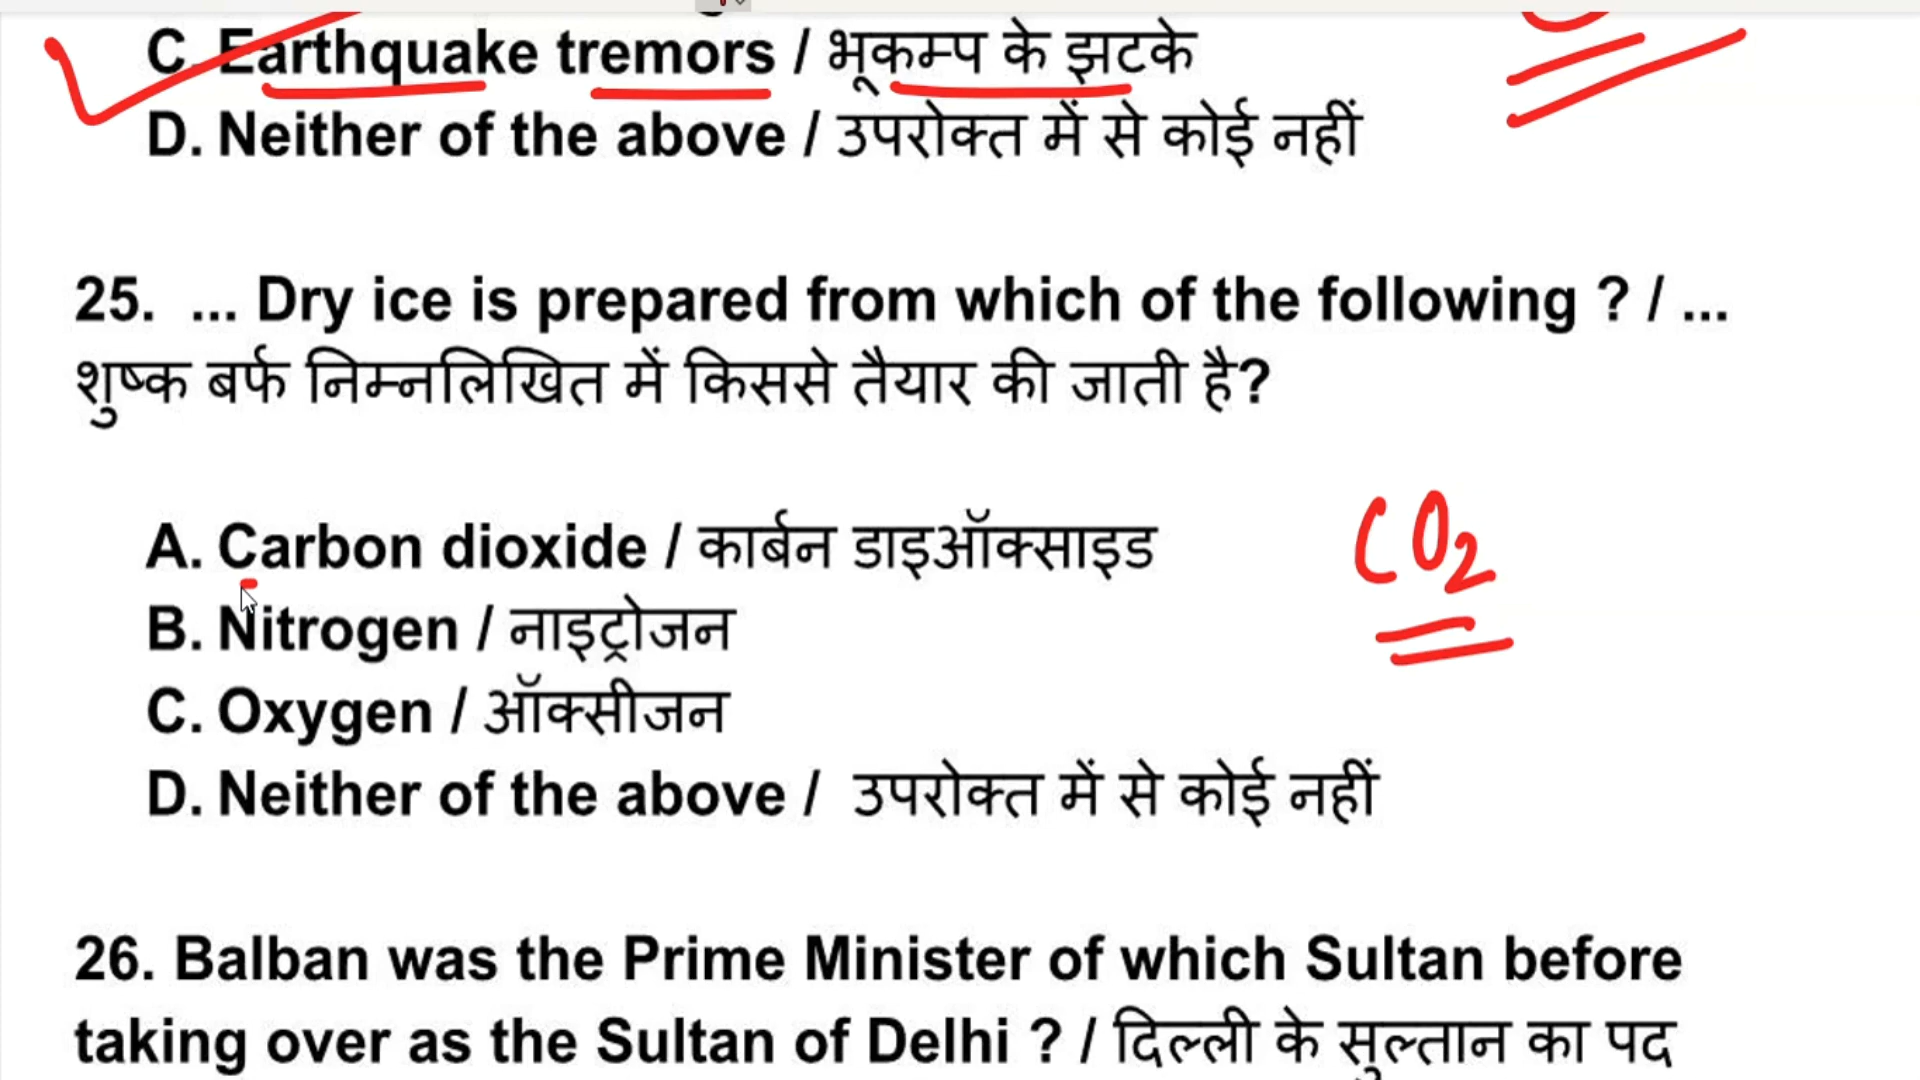 C. Earthquake tremors / भूकम्प के झटके
D. Neither of the above / उपरोक्त में से कोई नहीं
25. ... Dry ice is prepared from which of the following ? / ...
शुष्क बर्फ निम्नलिखित में किससे तैयार की जाती है?
A. Carbon dioxide / कार्बन डाइऑक्साइड
CO2
B. Nitrogen / नाइट्रोजन
C. Oxygen / ऑक्सीजन
D. Neither of the above / उपरोक्त में से कोई नहीं
26. Balban was the Prime Minister of which Sultan before
taking over as the Sultan of Delhi ? / दिल्ली के सुल्तान का पद